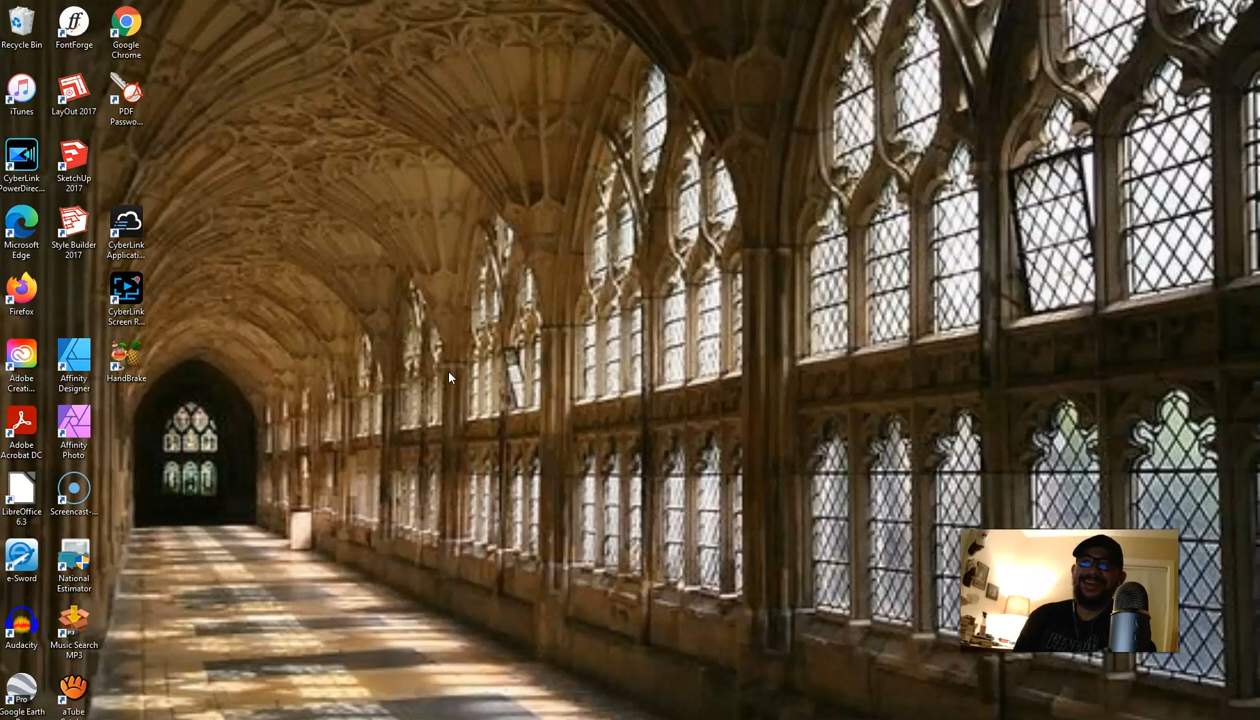 Recycle Bin
FontForge
Google
Chrome
iTunes
LayOut 2017
PDF
Passwo...
CyberLink
PowerDirec...
SketchUp
2017
Microsoft
Edge
Style Builder
2017
CyberLink
Applicati...
Firefox
CyberLink
Screen R...
Adobe
Creati...
Affinity
Designer
HandBrake
Adobe
Acrobat DC
Affinity
Photo
LibreOffice
6.3
Screencast-...
e-Sword
National
Estimator
Audacity
Music Search
MP3
Pro
Google Earth
aTube